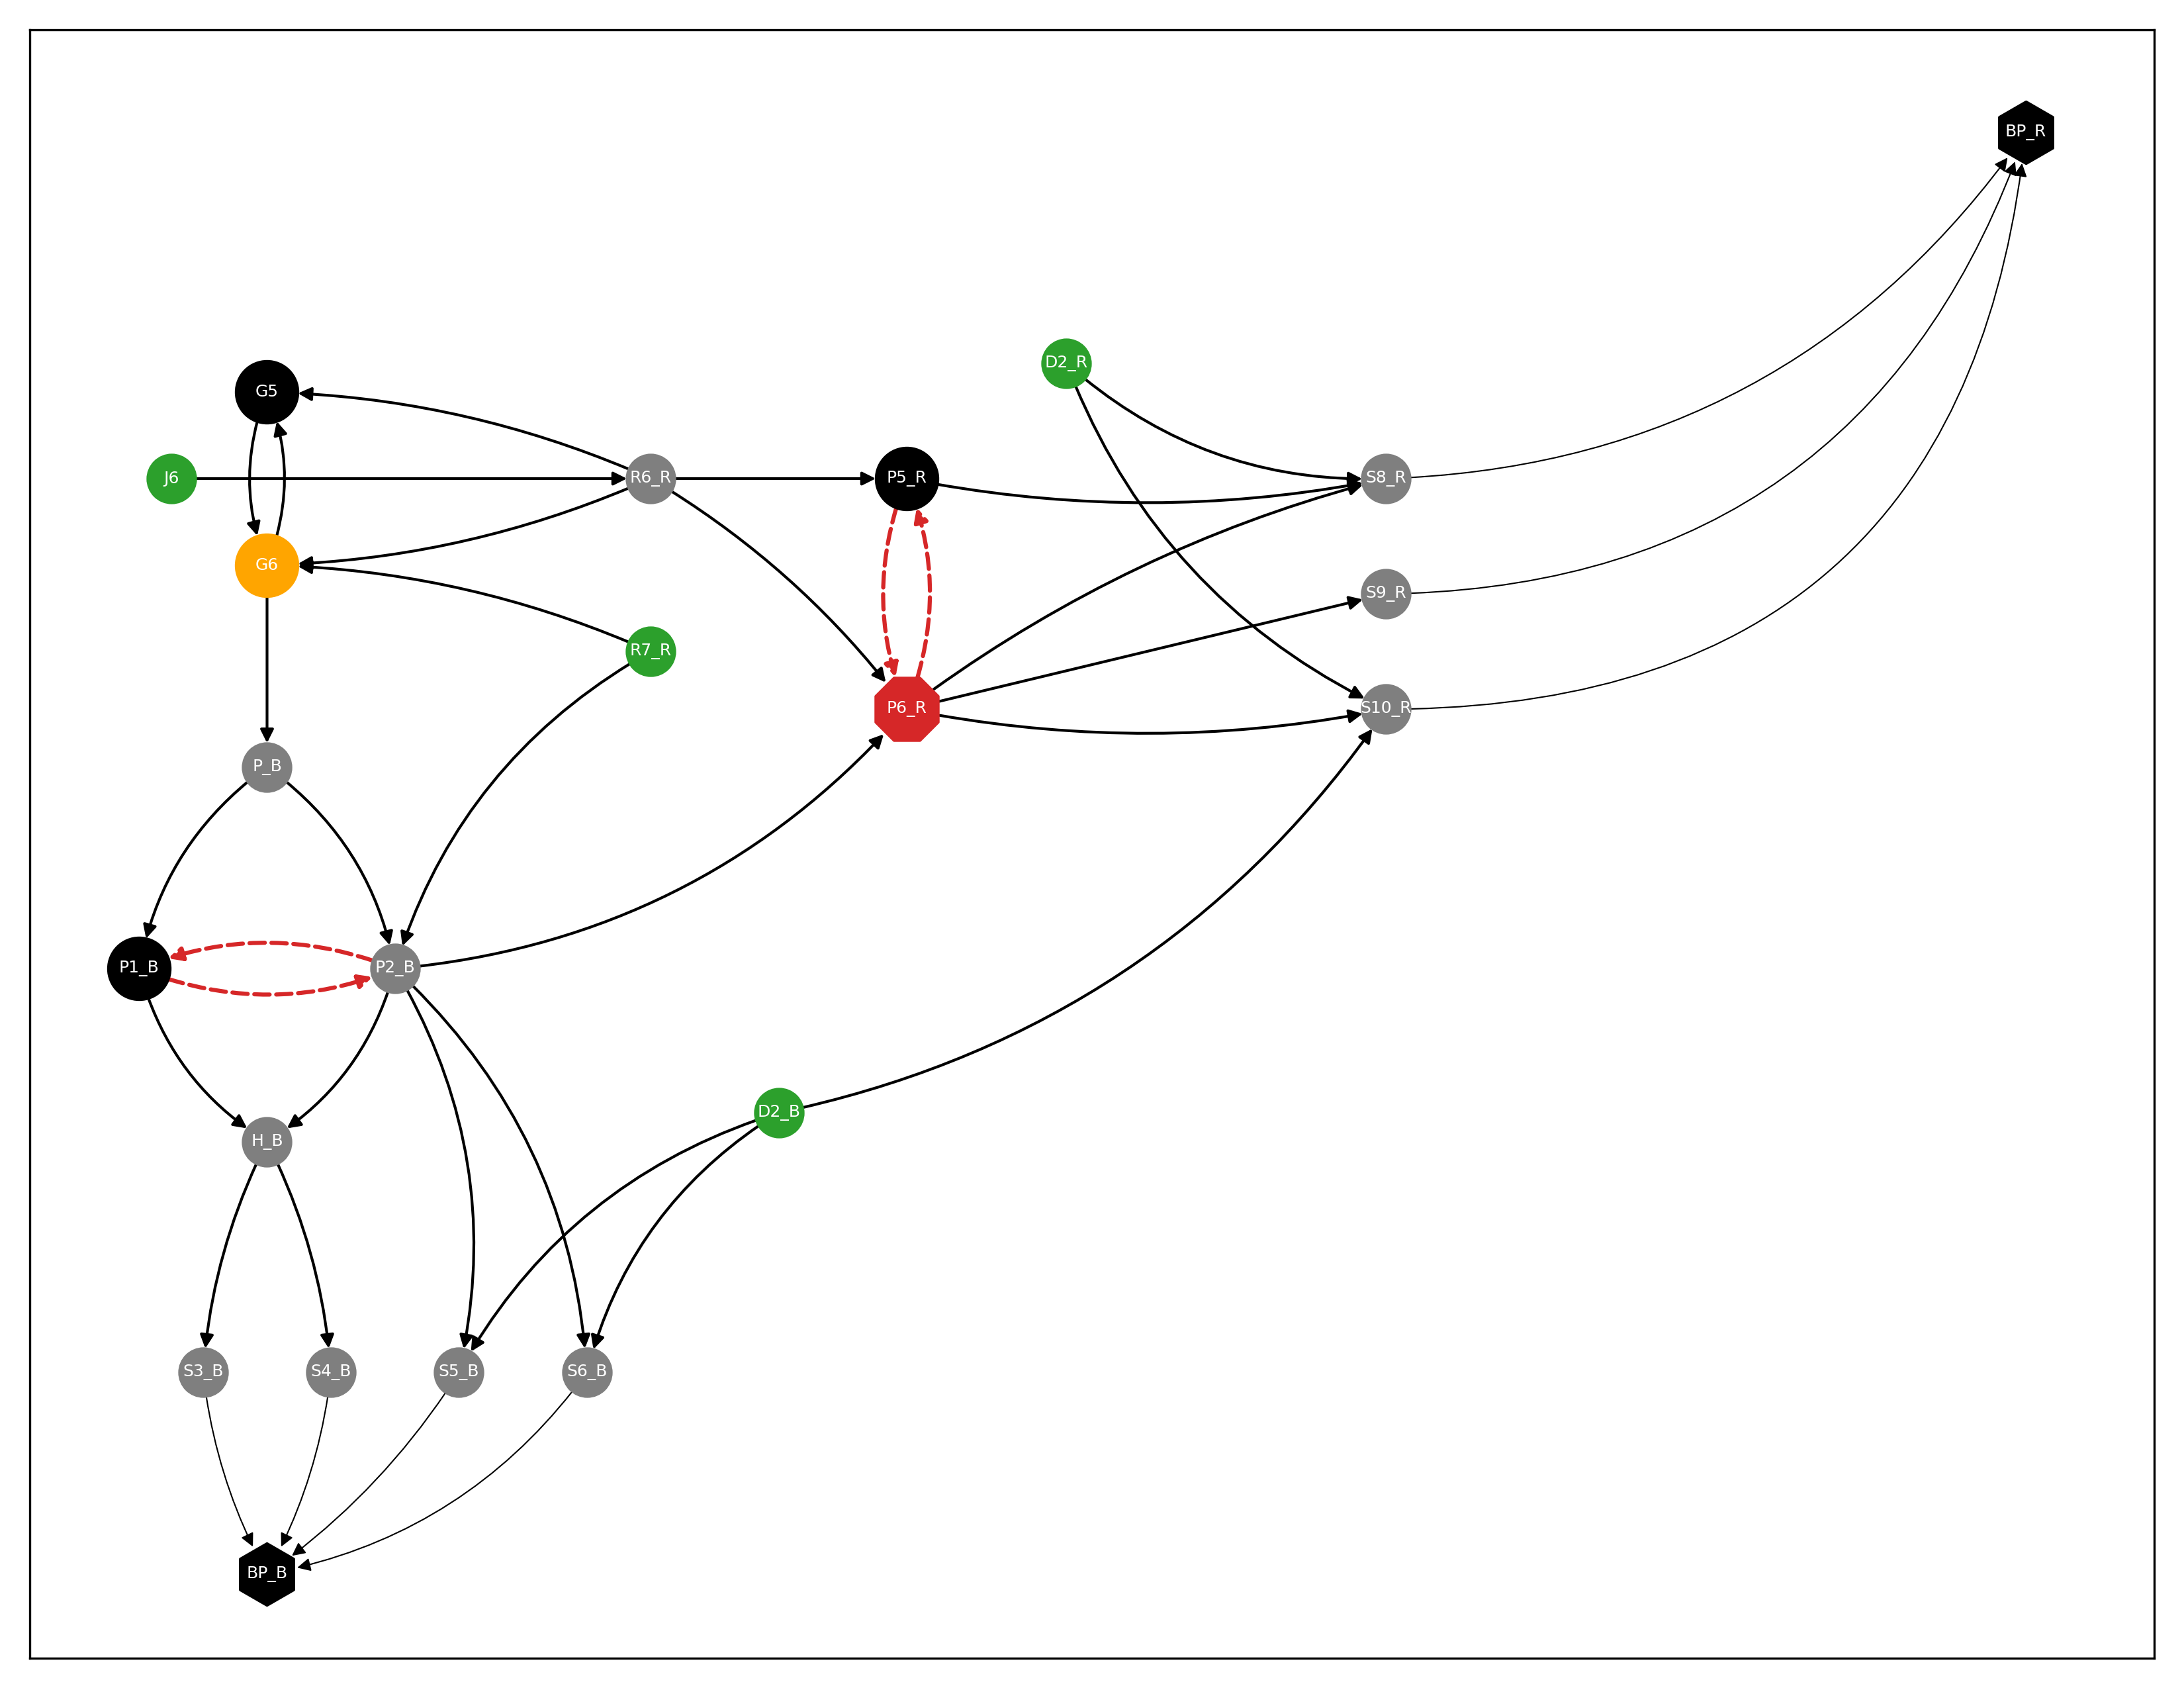 BP_R
D2_R
G5
J6
R6_R
P5_R
S8_R
G6
S9_R
R7_R
P6_R
S10_R
P_B
P1_B
P2_B
D2_B
H_B
S3_B
S4_B
S5_B
S6_B
BP_B